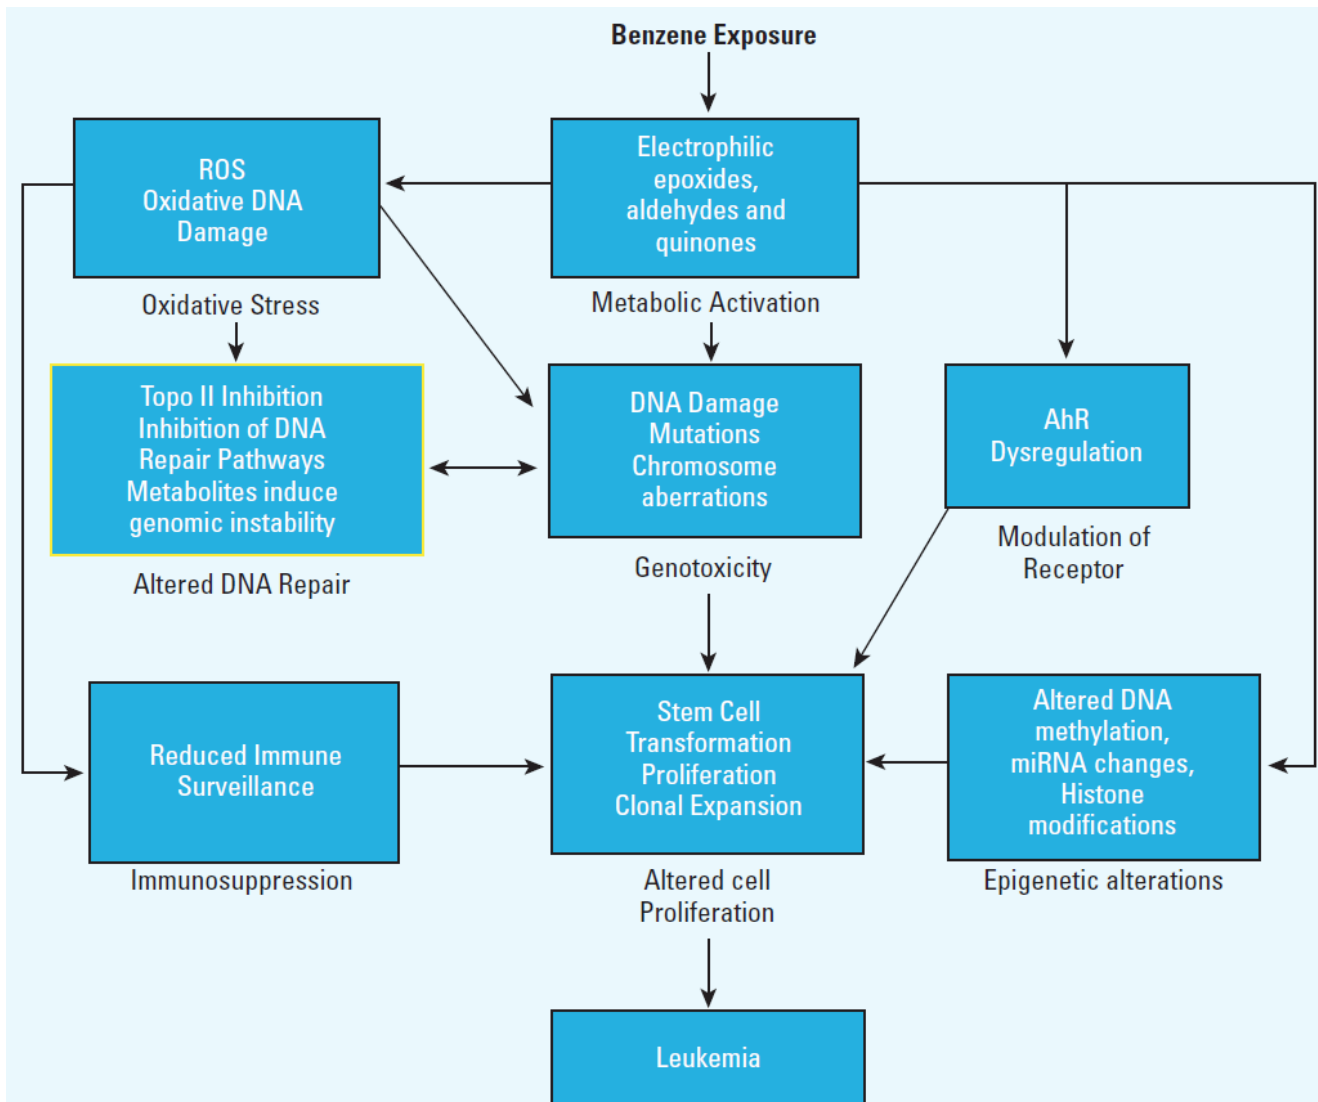 Benzene Exposure
ROS
Oxidative DNA
Damage
Oxidative Stress
Electrophilic
epoxides,
aldehydes and
quinones
Metabolic Activation
Topo II Inhibition
Inhibition of DNA
Repair Pathways
Metabolites induce
genomic instability
Altered DNA Repair
DNA Damage
Mutations
Chromosome
aberrations
Genotoxicity
AhR
Dysregulation
Modulation of
Receptor
Reduced Immune
Surveillance
Immunosuppression
Stem Cell
Transformation
Proliferation
Clonal Expansion
Altered cell
Proliferation
Altered DNA
methylation,
miRNA changes,
Histone
modifications
Epigenetic alterations
Leukemia